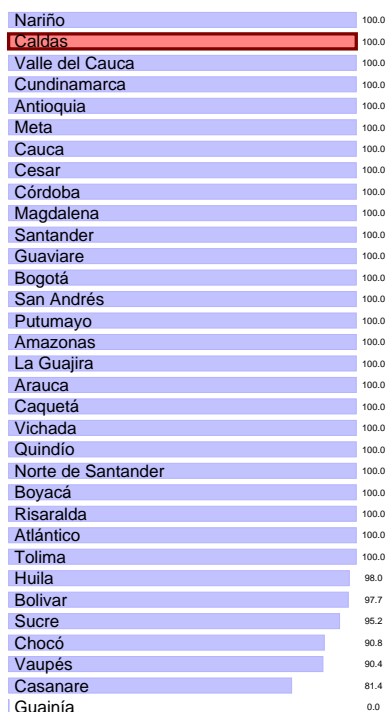 Nariño 100.0
Caldas 100.0
Valle del Cauca 100.0
Cundinamarca 100.0
Antioquia 100.0
Meta 100.0
Cauca 100.0
Cesar 100.0
Córdoba 100.0
Magdalena 100.0
Santander 100.0
Guaviare 100.0
Bogotá 100.0
San Andrés 100.0
Putumayo 100.0
Amazonas 100.0
La Guajira 100.0
Arauca 100.0
Caquetá 100.0
Vichada 100.0
Quindío 100.0
Norte de Santander 100.0
Boyacá 100.0
Risaralda 100.0
Atlántico 100.0
Tolima 100.0
Huila 98.0
Bolivar 97.7
Sucre 95.2
Chocó 90.8
Vaupés 90.4
Casanare 81.4
Guainía 0.0